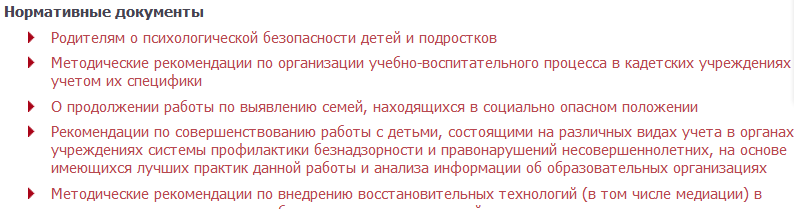 Нормативные документы
Родителям о психологической безопасности детей и подростков
Методические рекомендации по организации учебно-воспитательного процесса в кадетских учреждениях
учетом их специфики
О продолжении работы по выявлению семей, находящихся в социально опасном положении
Рекомендации по совершенствованию работы с детьми, состоящими на различных видах учета в органах
учреждениях системы профилактики безнадзорности и правонарушений несовершеннолетних, на основе
имеющихся лучших практик данной работы и анализа информации об образовательных организациях
Методические рекомендации по внедрению восстановительных технологий (в том числе медиации) в